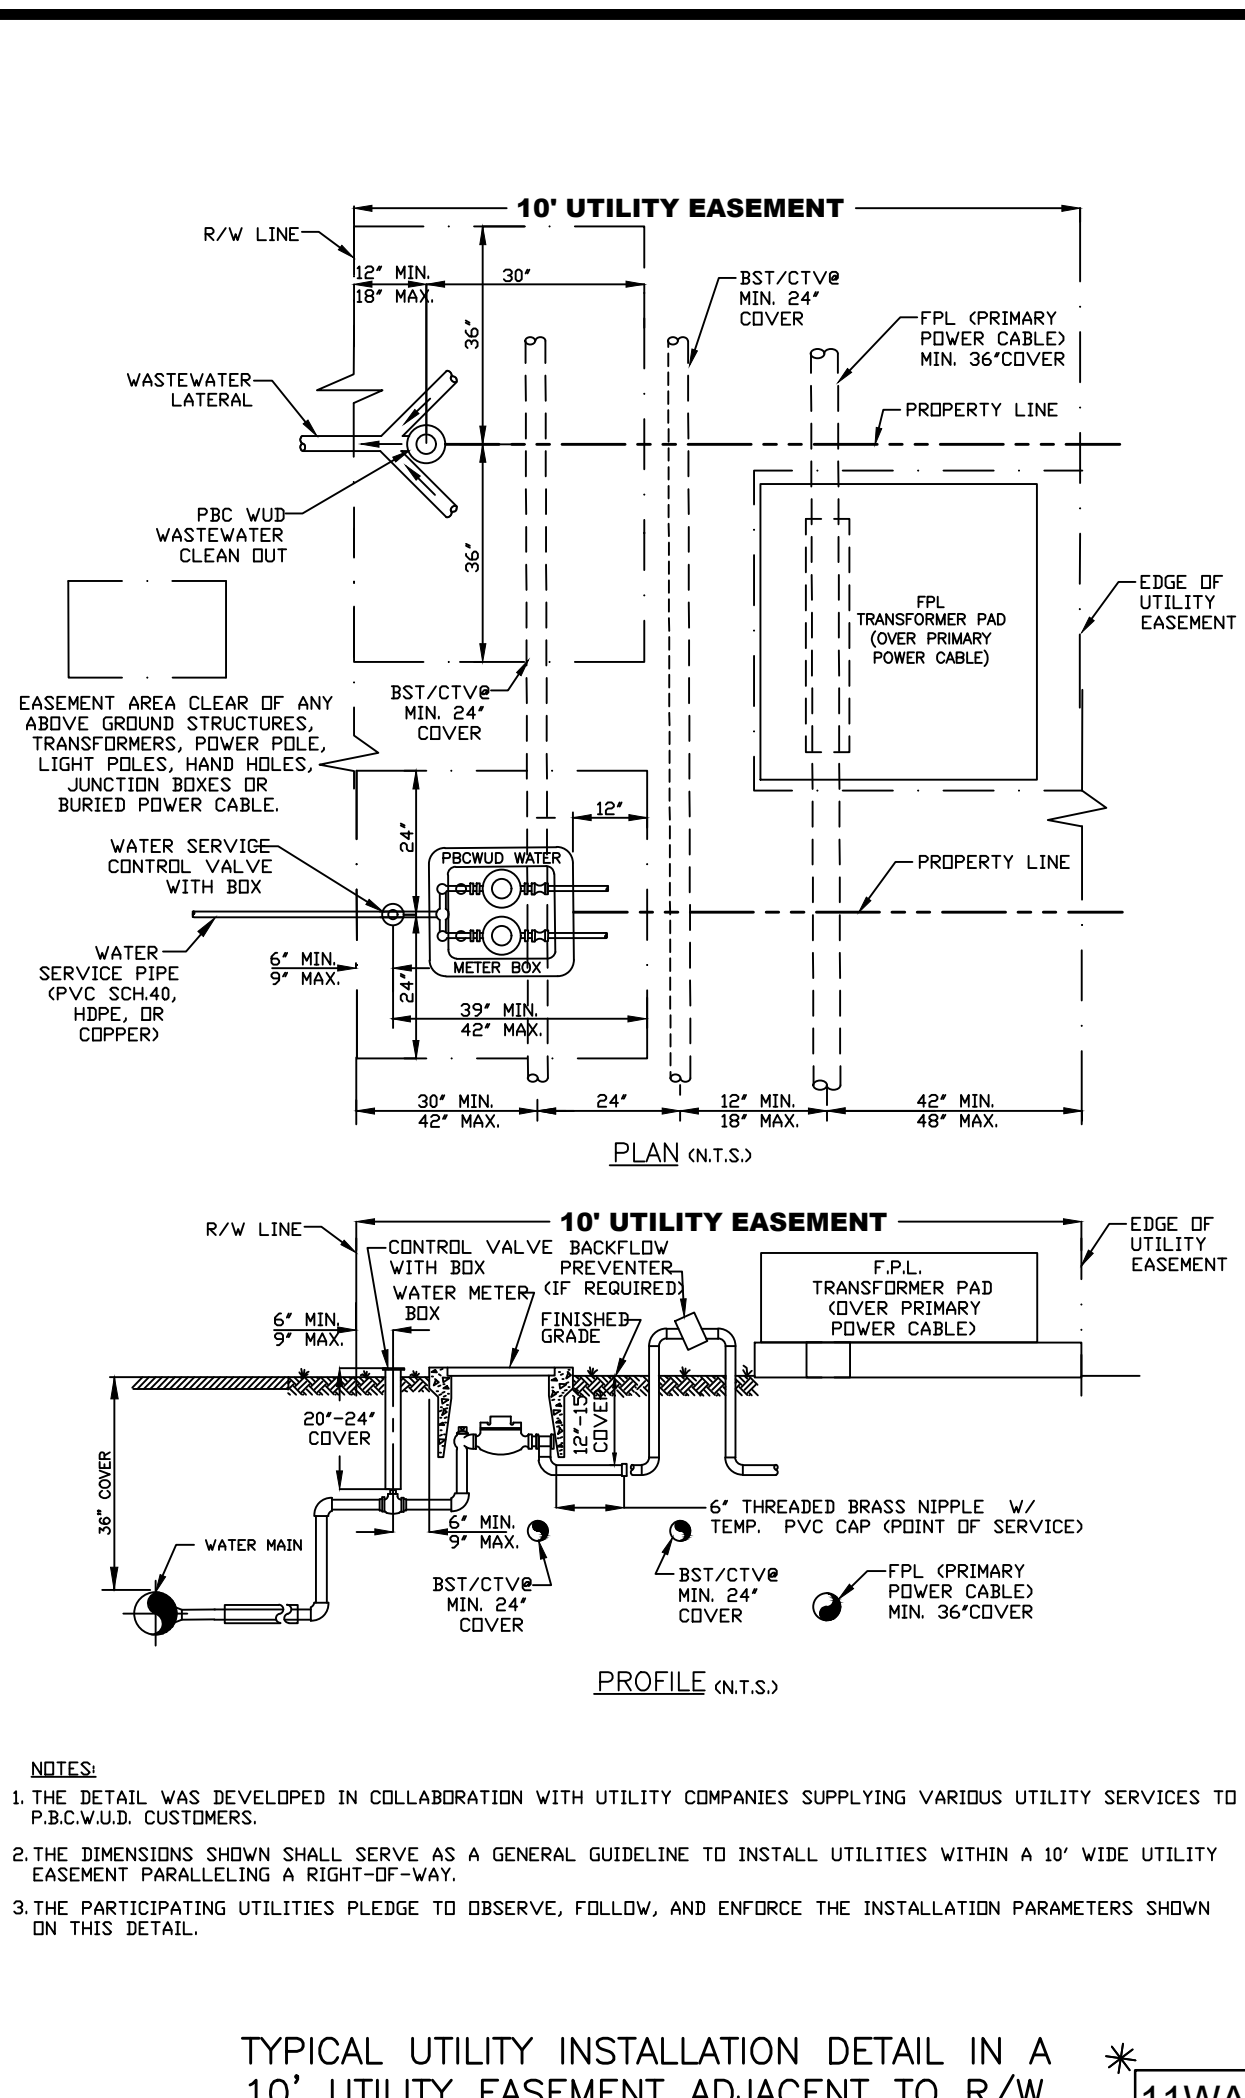 10' UTILITY EASEMENT
R/W LINE
12" MIN.
18" MAX.
30"
36"
BST/CTV@
MIN. 24"
COVER
FPL (PRIMARY
POWER CABLE)
MIN. 36"COVER
WASTEWATER
LATERAL
PROPERTY LINE
PBC WUD
WASTEWATER
CLEAN OUT
36"
FPL
TRANSFORMER PAD
(OVER PRIMARY
POWER CABLE)
EDGE OF
UTILITY
EASEMENT
BST/CTV@
MIN. 24"
COVER
EASEMENT AREA CLEAR OF ANY
ABOVE GROUND STRUCTURES,
TRANSFORMERS, POWER POLE,
LIGHT POLES, HAND HOLES,
JUNCTION BOXES OR
BURIED POWER CABLE.
12"
24"
WATER SERVICE
CONTROL VALVE
WITH BOX
PBCWUD WATER
METER BOX
PROPERTY LINE
WATER
SERVICE PIPE
(PVC SCH.40,
HDPE, OR
COPPER)
6" MIN.
9" MAX.
24"
39" MIN.
42" MAX.
30" MIN.
42" MAX.
24"
12" MIN.
18" MAX.
42" MIN.
48" MAX.
PLAN (N.T.S.)
10' UTILITY EASEMENT
R/W LINE
EDGE OF
UTILITY
EASEMENT
CONTROL VALVE
WITH BOX
BACKFLOW
PREVENTER
(IF REQUIRED)
WATER METER
BOX
FINISHED
GRADE
F.P.L.
TRANSFORMER PAD
(OVER PRIMARY
POWER CABLE)
6" MIN.
9" MAX.
20"-24"
COVER
12"-15
COVER
36" COVER
6" THREADED BRASS NIPPLE W/
TEMP. PVC CAP (POINT OF SERVICE)
6" MIN.
9" MAX.
WATER MAIN
BST/CTV@
MIN. 24"
COVER
BST/CTV@
MIN. 24"
COVER
FPL (PRIMARY
POWER CABLE)
MIN. 36"COVER
PROFILE (N.T.S.)
NOTES:
1. THE DETAIL WAS DEVELOPED IN COLLABORATION WITH UTILITY COMPANIES SUPPLYING VARIOUS UTILITY SERVICES TO
P.B.C.W.U.D. CUSTOMERS.
2. THE DIMENSIONS SHOWN SHALL SERVE AS A GENERAL GUIDELINE TO INSTALL UTILITIES WITHIN A 10' WIDE UTILITY
EASEMENT PARALLELING A RIGHT-OF-WAY.
3. THE PARTICIPATING UTILITIES PLEDGE TO OBSERVE, FOLLOW, AND ENFORCE THE INSTALLATION PARAMETERS SHOWN
ON THIS DETAIL.
TYPICAL UTILITY INSTALLATION DETAIL IN A
10' UTILITY EASEMENT ADJACENT TO R/W